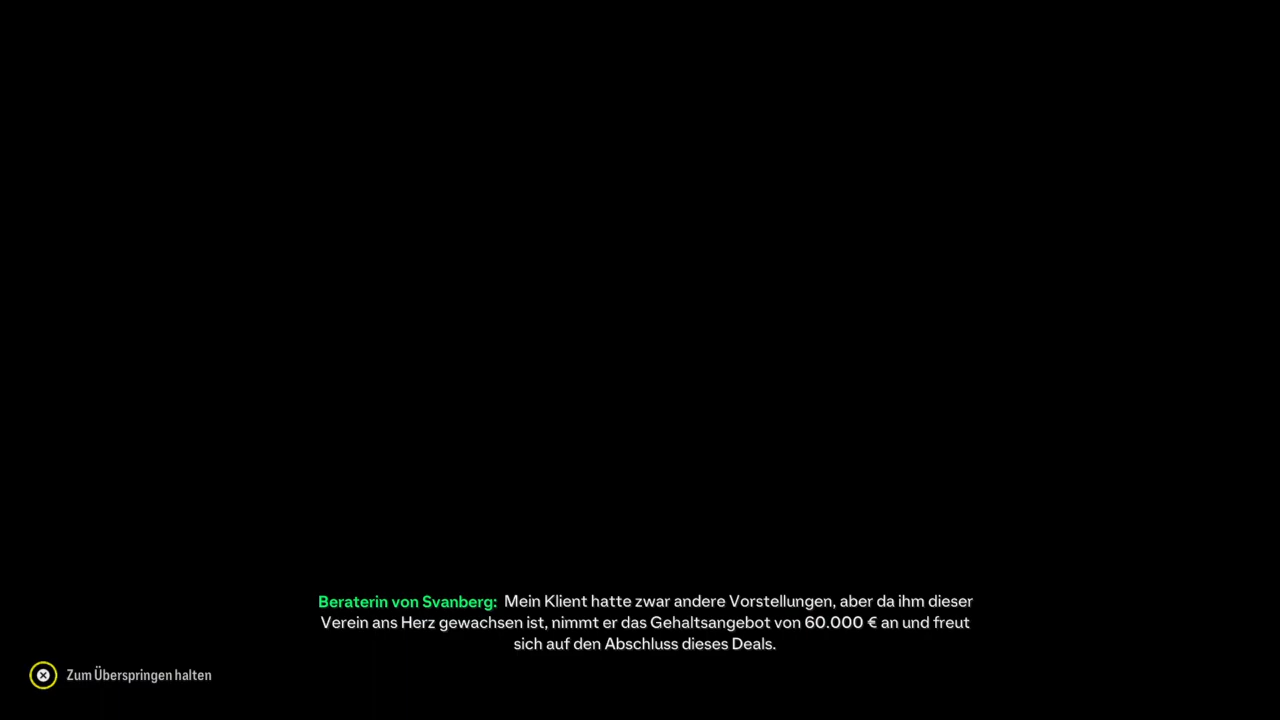 Beraterin von Svanberg: Mein Klient hatte zwar andere Vorstellungen, aber da ihm dieser
Verein ans Herz gewachsen ist, nimmt er das Gehaltsangebot von 60.000 € an und freut
sich auf den Abschluss dieses Deals.
Zum Überspringen halten